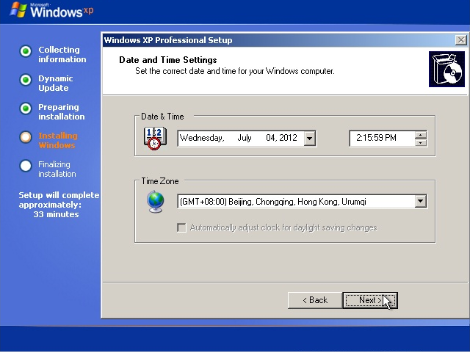 Microsoft
Windows xp
Collecting
information
Dynamic
Update
Preparing
installation
Installing
Windows
Finalizing
installation
Setup will complete
approximately:
33 minutes
Windows XP Professional Setup
Date and Time Settings
Set the correct date and time for your Windows computer.
Date & Time
Wednesday, July 04, 2012
2:15:59 PM
Time Zone
(GMT+08:00) Beijing, Chongqing, Hong Kong, Urumqi
Automatically adjust clock for daylight saving changes
< Back
Next >